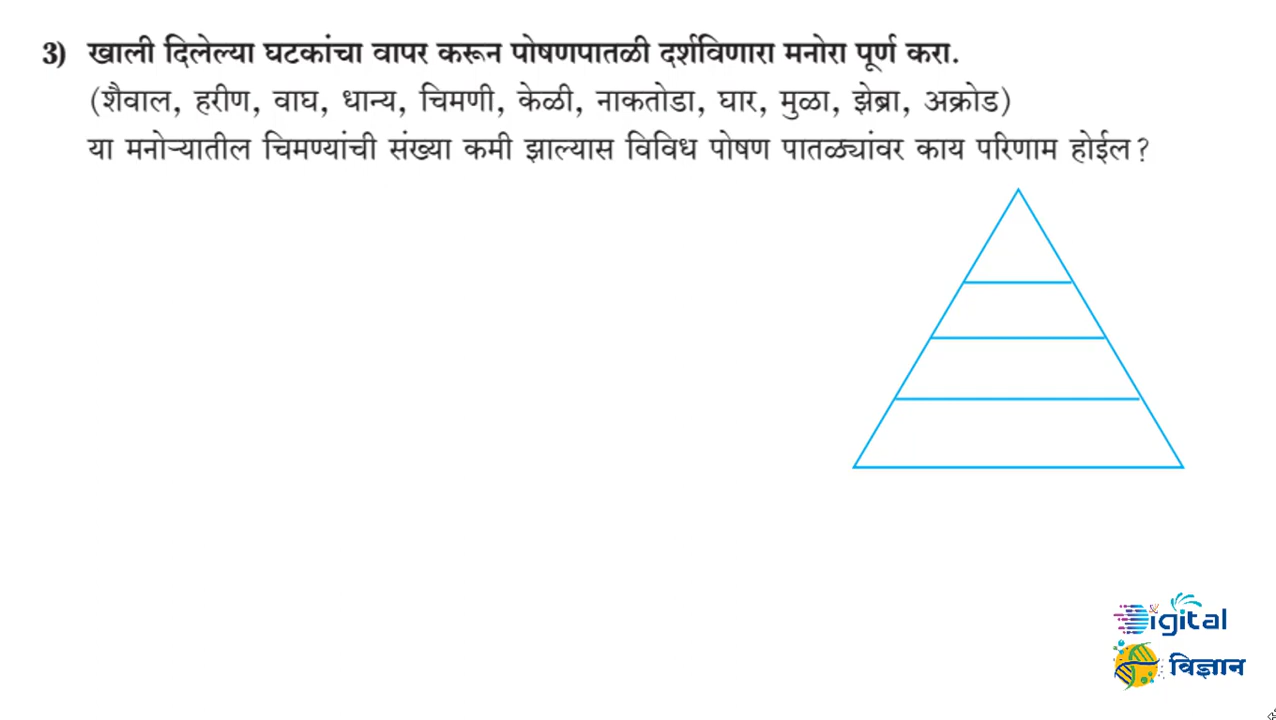 3) खाली दिलेल्या घटकांचा वापर करून पोषणपातळी दर्शविणारा मनोरा पूर्ण करा.
(शैवाल, हरीण, वाघ, धान्य, चिमणी, केळी, नाकतोडा, घार, मुळा, झेब्रा, अक्रोड)
या मनोऱ्यातील चिमण्यांची संख्या कमी झाल्यास विविध पोषण पातळ्यांवर काय परिणाम होईल?
Digital
विज्ञान